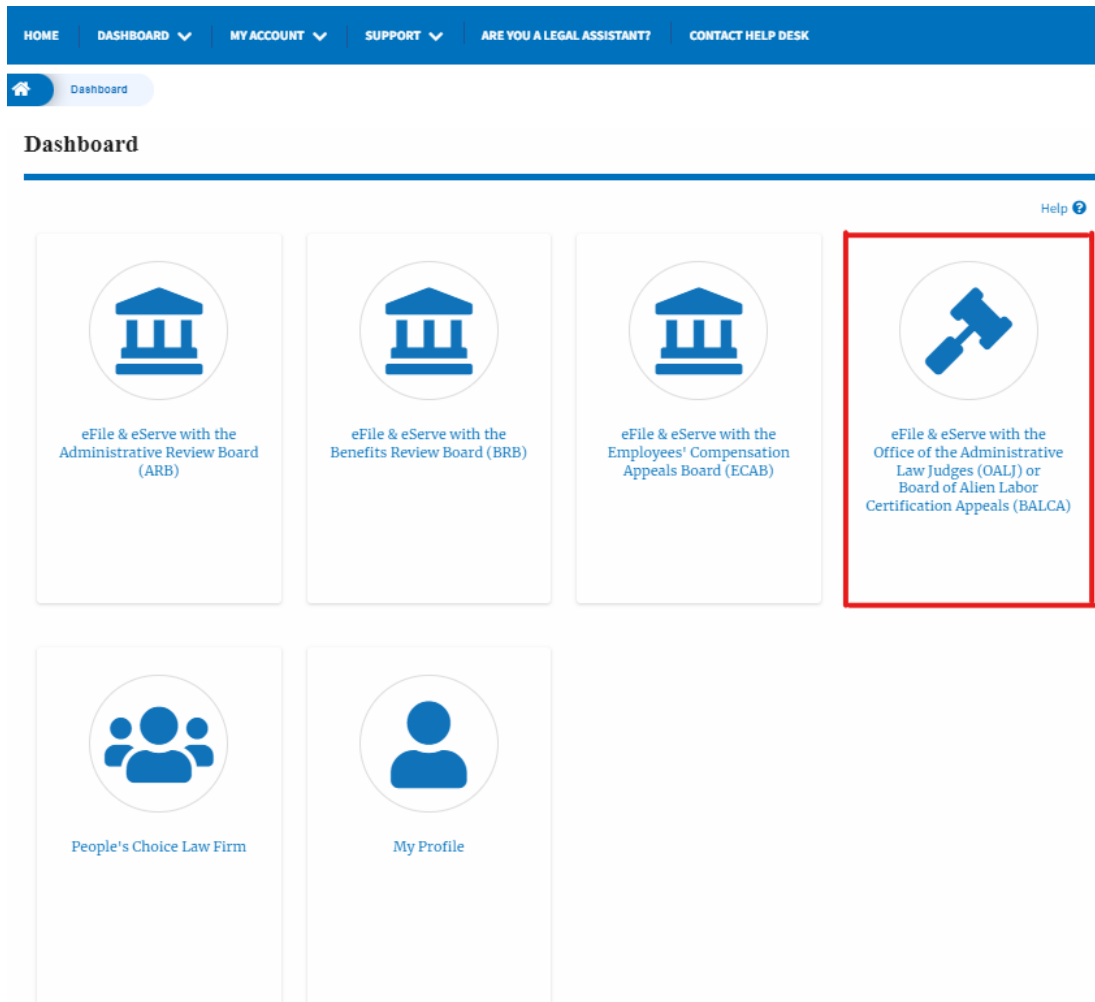 HOME DASHBOARD MY ACCOUNT SUPPORT ARE YOU A LEGAL ASSISTANT? CONTACT HELP DESK
Dashboard
Dashboard
Help
eFile & eServe with the
Administrative Review Board
(ARB)
eFile & eServe with the
Benefits Review Board (BRB)
eFile & eServe with the
Employees' Compensation
Appeals Board (ECAB)
eFile & eServe with the
Office of the Administrative
Law Judges (OALJ) or
Board of Alien Labor
Certification Appeals (BALCA)
People's Choice Law Firm
My Profile